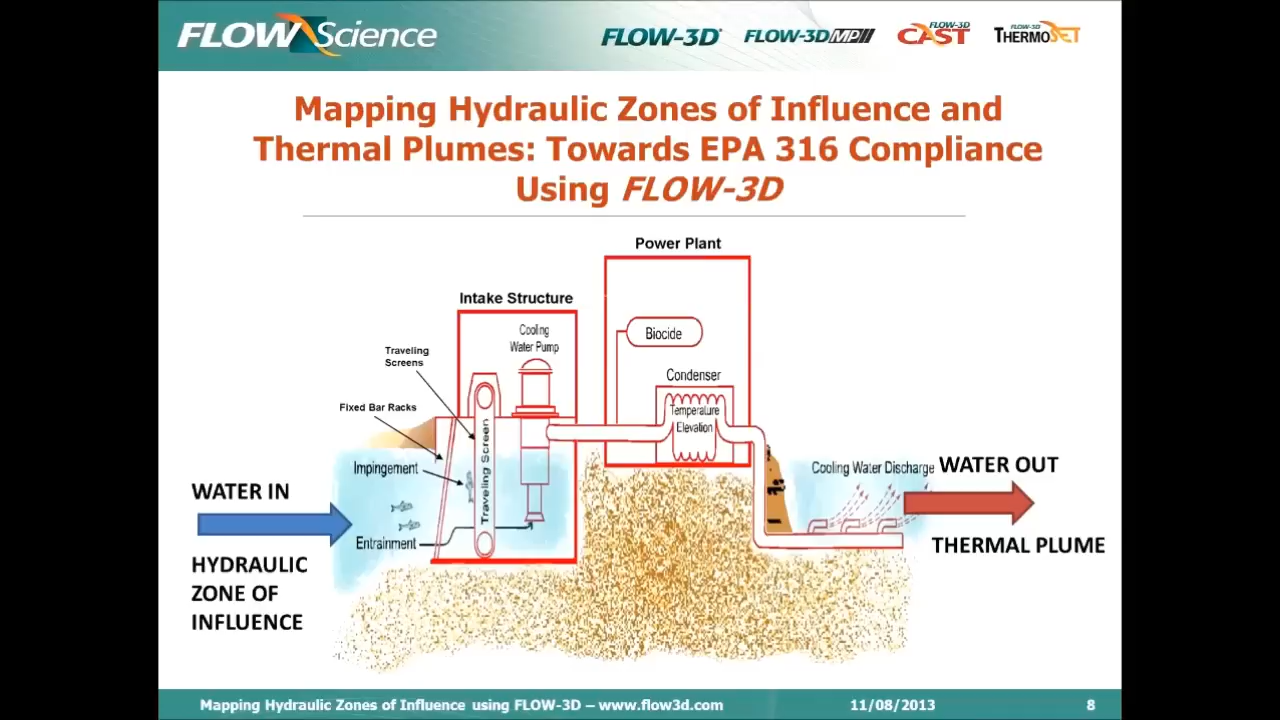 FLOW Science
FLOW-3D
FLOW-3D MP
FLOW-3D CAST
FLOW-3D ThermoSET
Mapping Hydraulic Zones of Influence and
Thermal Plumes: Towards EPA 316 Compliance
Using FLOW-3D
Power Plant
Intake Structure
Cooling
Water Pump
Biocide
Traveling
Screens
Condenser
Fixed Bar Racks
Temperature
Elevation
Traveling Screen
Impingement
Cooling Water Discharge
WATER OUT
WATER IN
Entrainment
THERMAL PLUME
HYDRAULIC
ZONE OF
INFLUENCE
Mapping Hydraulic Zones of Influence using FLOW-3D – www.flow3d.com
11/08/2013
8